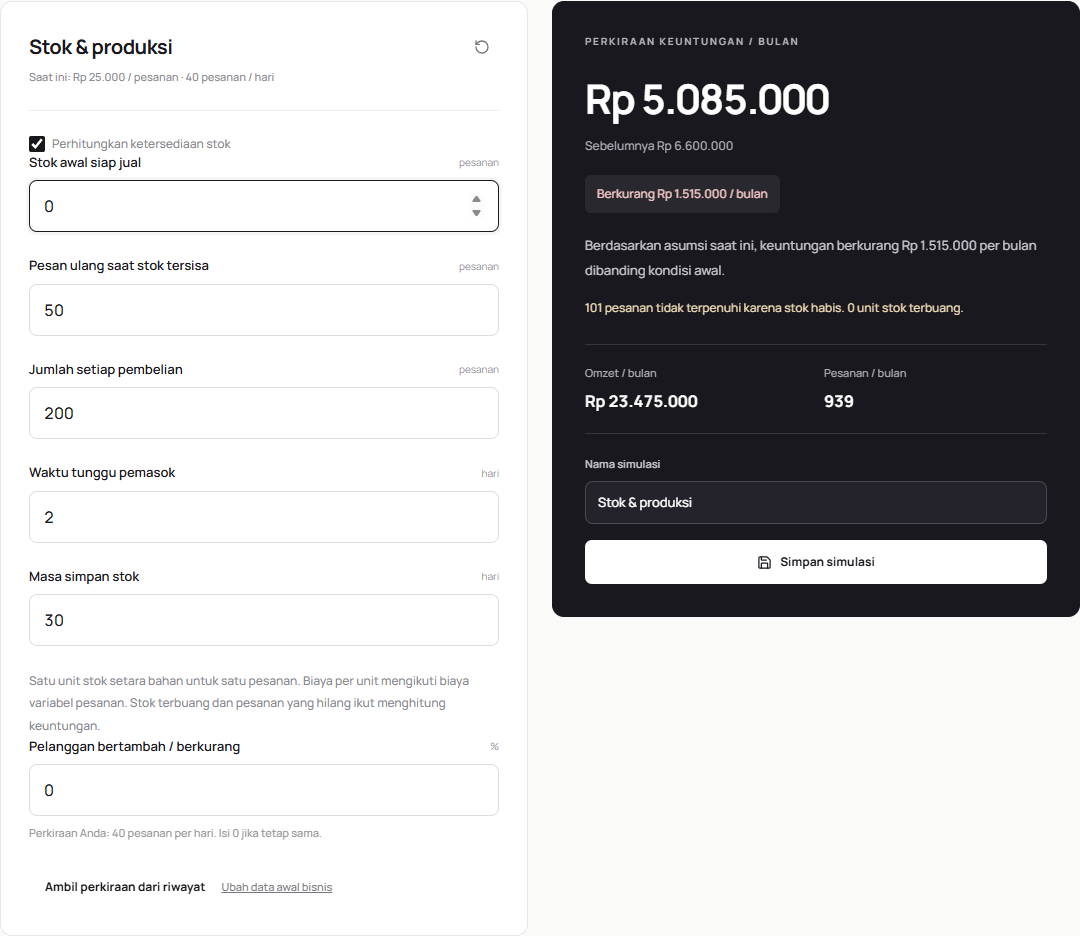 Stok & produksi
Saat ini: Rp 25.000 / pesanan · 40 pesanan / hari
Perhitungkan ketersediaan stok
Stok awal siap jual
pesanan
0
Pesan ulang saat stok tersisa
pesanan
50
Jumlah setiap pembelian
pesanan
200
Waktu tunggu pemasok
hari
2
Masa simpan stok
hari
30
Satu unit stok setara bahan untuk satu pesanan. Biaya per unit mengikuti biaya
variabel pesanan. Stok terbuang dan pesanan yang hilang ikut menghitung
keuntungan.
Pelanggan bertambah / berkurang
%
0
Perkiraan Anda: 40 pesanan per hari. Isi 0 jika tetap sama.
Ambil perkiraan dari riwayat
Ubah data awal bisnis
PERKIRAAN KEUNTUNGAN / BULAN
Rp 5.085.000
Sebelumnya Rp 6.600.000
Berkurang Rp 1.515.000 / bulan
Berdasarkan asumsi saat ini, keuntungan berkurang Rp 1.515.000 per bulan
dibanding kondisi awal.
101 pesanan tidak terpenuhi karena stok habis. 0 unit stok terbuang.
Omzet / bulan
Rp 23.475.000
Pesanan / bulan
939
Nama simulasi
Stok & produksi
Simpan simulasi